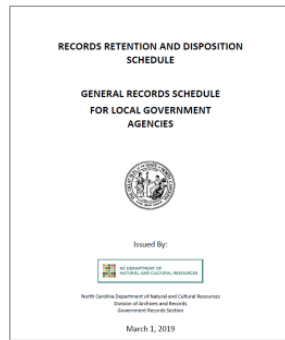 RECORDS RETENTION AND DISPOSITION
SCHEDULE
GENERAL RECORDS SCHEDULE
FOR LOCAL GOVERNMENT
AGENCIES
Issued By:
NC DEPARTMENT OF
NATURAL AND CULTURAL RESOURCES
North Carolina Department of Natural and Cultural Resources
Division of Archives and Records
Government Records Section
March 1, 2019